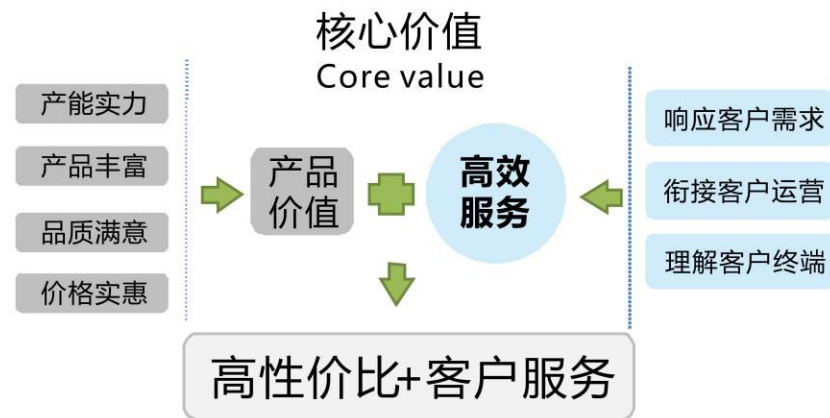 核心价值
Core value
产能实力
产品丰富
品质满意
价格实惠
产品
价值
高效
服务
响应客户需求
衔接客户运营
理解客户终端
高性价比+客户服务